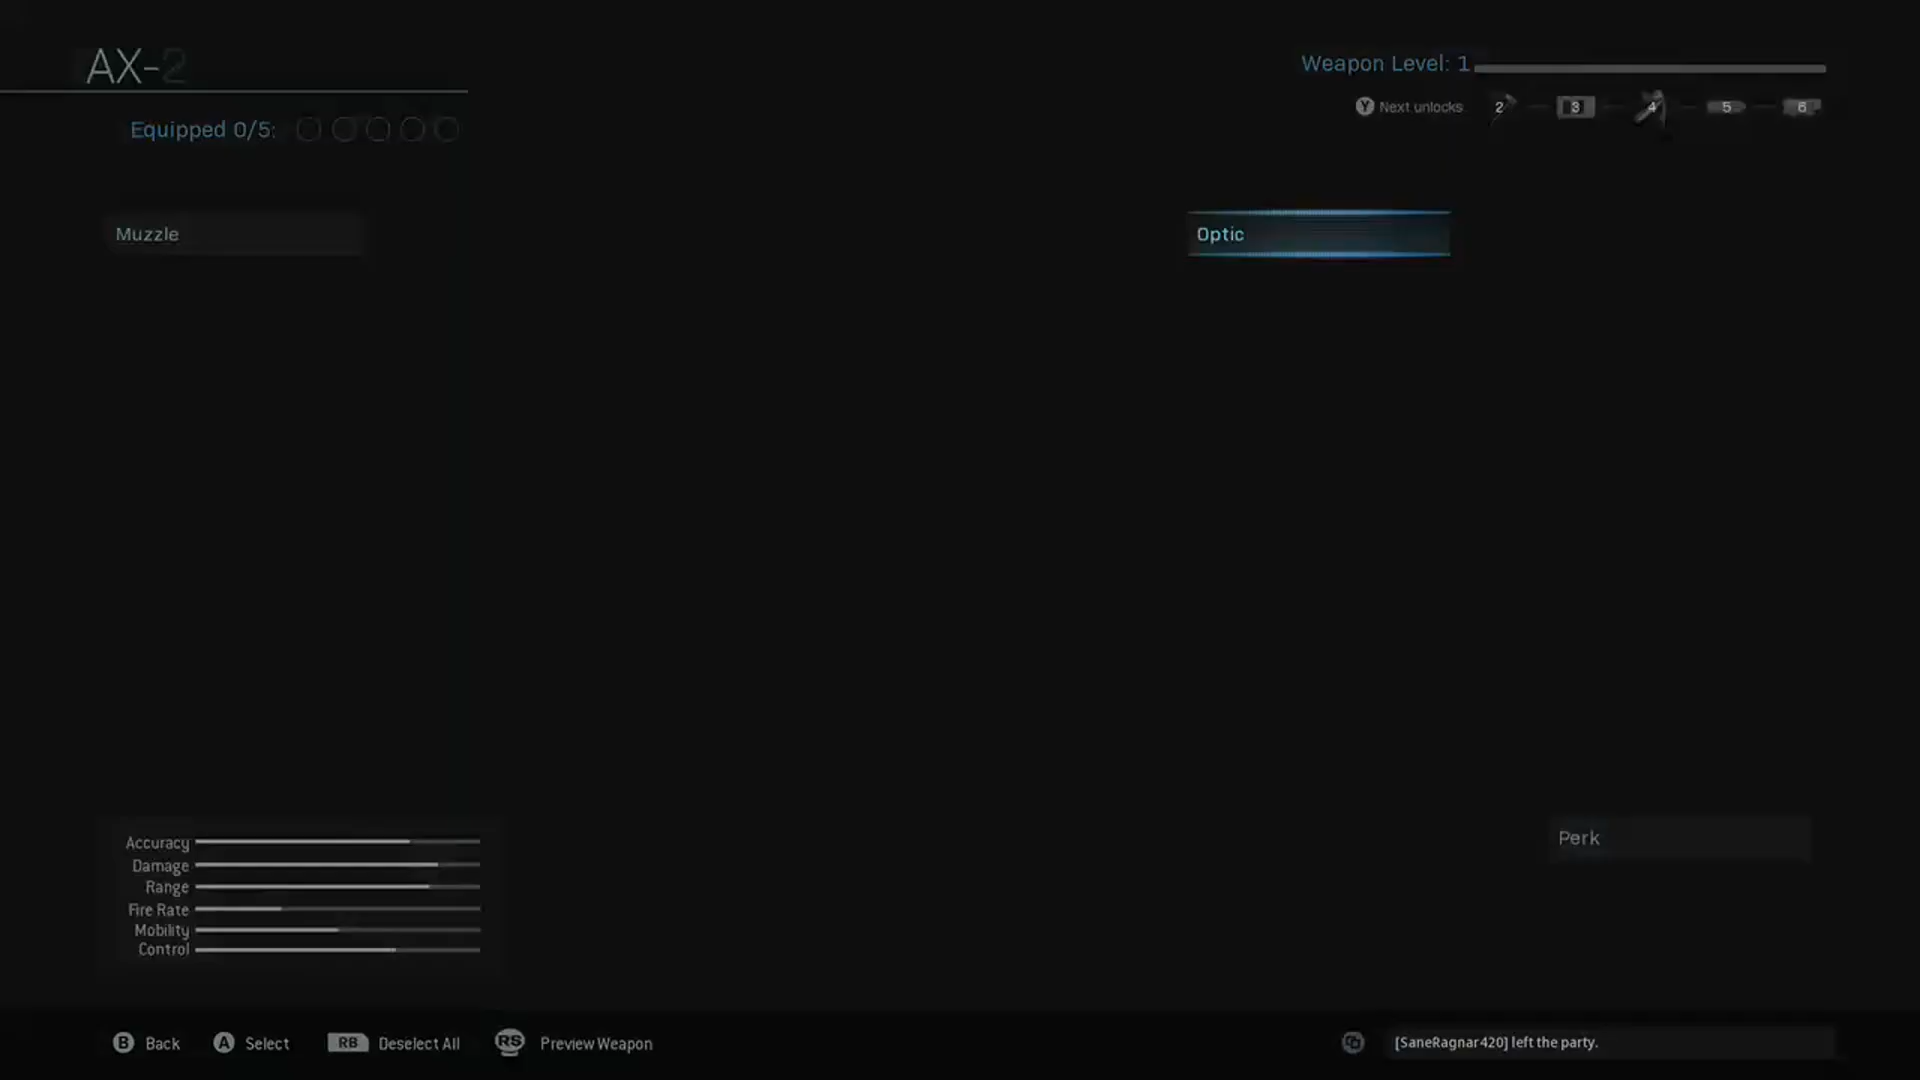 AX-2
Weapon Level: 1
Y Next unlocks 2 3 4 5 6
Equipped 0/5:
Muzzle
Optic
Perk
Accuracy
Damage
Range
Fire Rate
Mobility
Control
B Back A Select RB Deselect All RS Preview Weapon
[SaneRagnar420] left the party.